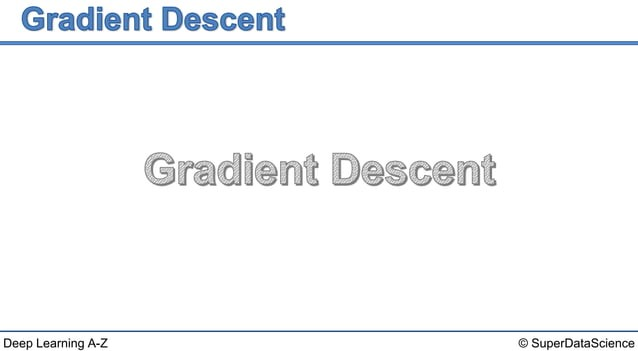 Gradient Descent
Gradient Descent
Deep Learning A-Z
© SuperDataScience